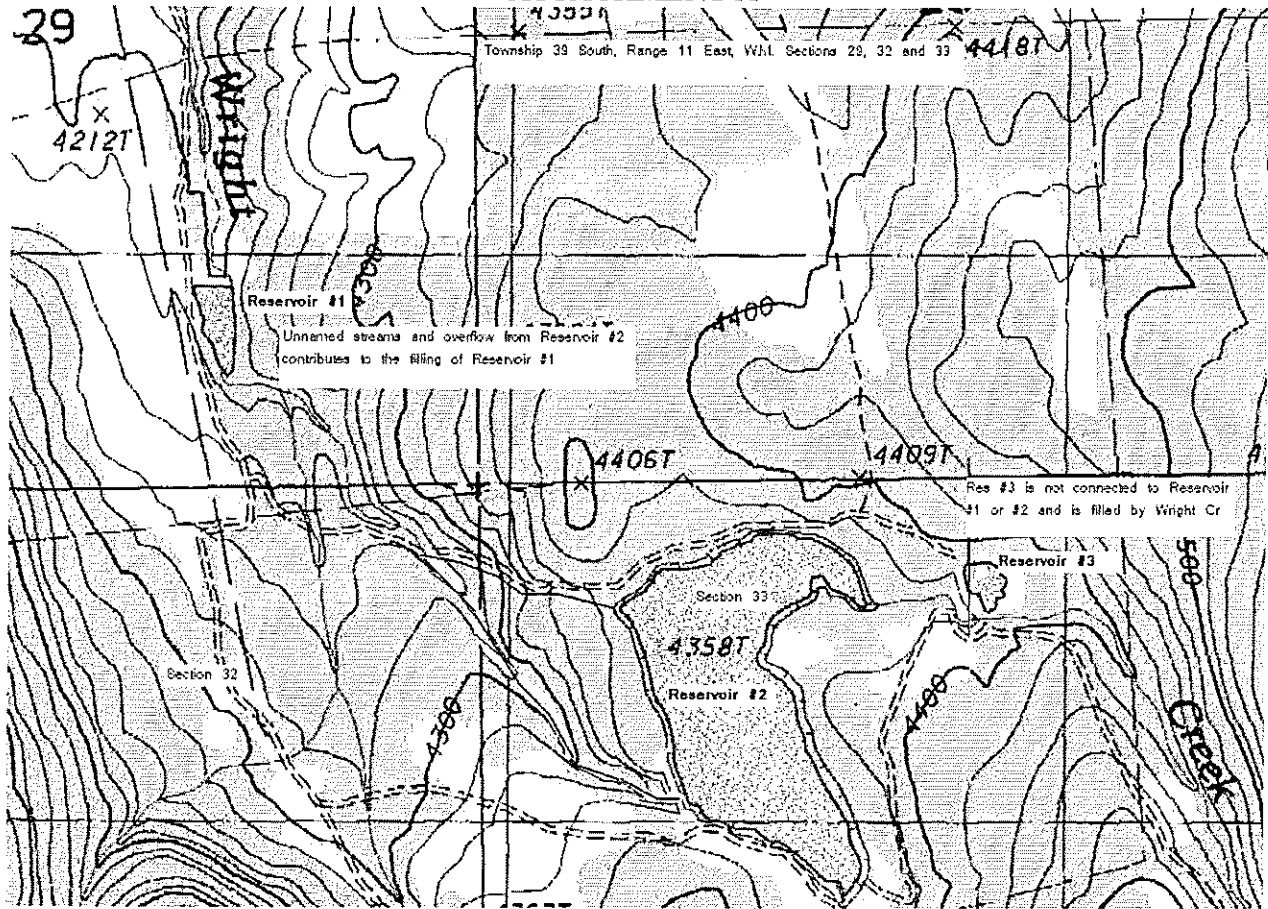 29
Township 39 South, Range 11 East, W.M. Sections 29, 32 and 33
4418T
4212T
Wright
Reservoir #1
4300
Unnamed streams and overflow from Reservoir #2
contributes to the filling of Reservoir #1
4400
4406T
4409T
Res #3 is not connected to Reservoir
#1 or #2 and is filled by Wright Cr
Reservoir #3
Section 33
4358T
Section 32
Reservoir #2
4300
4400
Creek